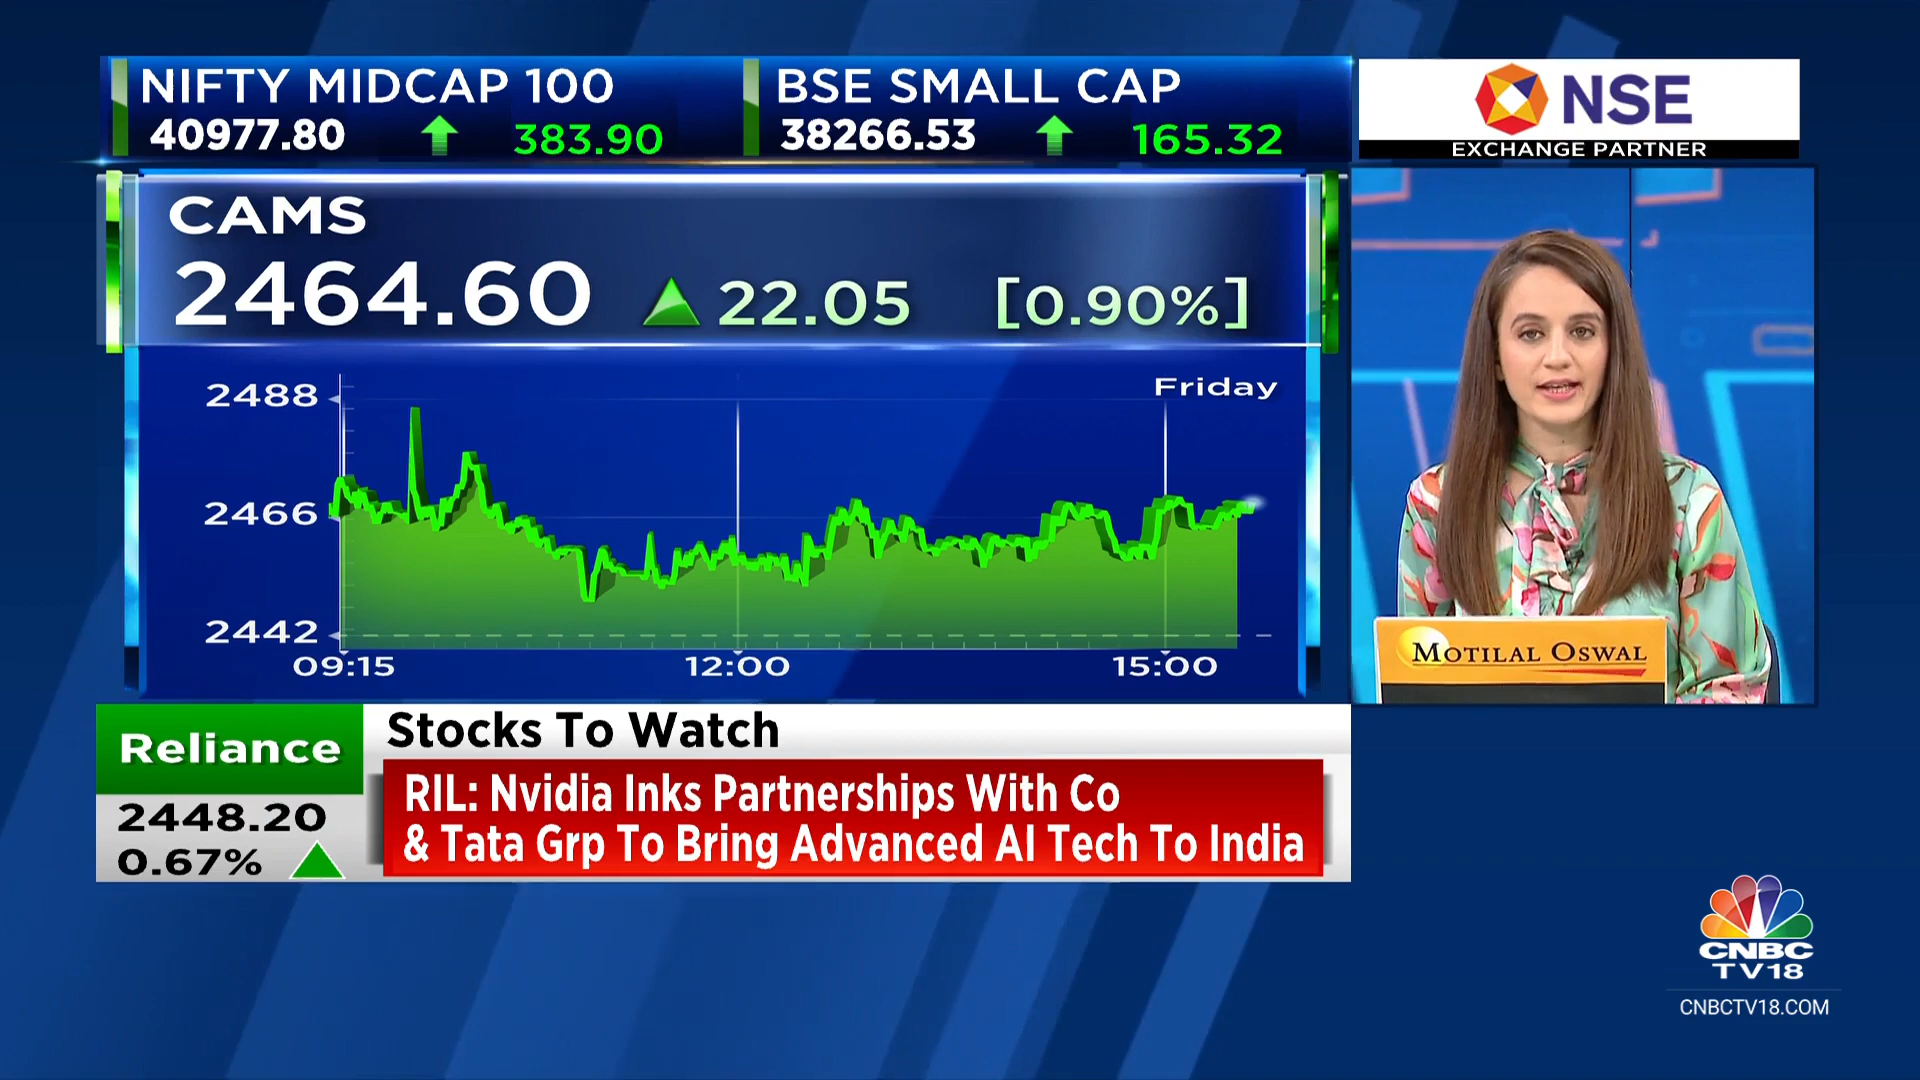 NIFTY MIDCAP 100
40977.80 383.90
BSE SMALL CAP
38266.53 165.32
NSE
EXCHANGE PARTNER
CAMS
2464.60 22.05 [0.90%]
Friday
2488
2466
2442
09:15 12:00 15:00
MOTILAL OSWAL
Reliance
2448.20
0.67%
Stocks To Watch
RIL: Nvidia Inks Partnerships With Co
& Tata Grp To Bring Advanced AI Tech To India
CNBC
TV18
CNBCTV18.COM